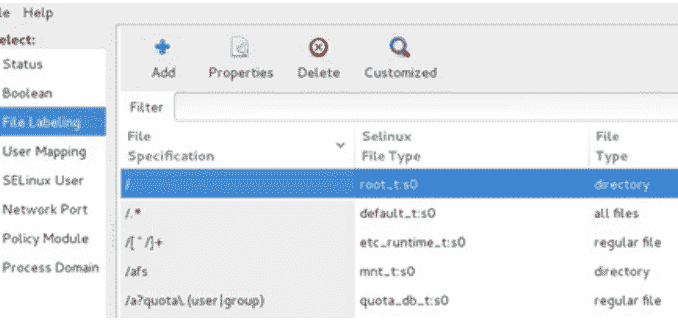 le Help
elect:
Status
Boolean
File Labeling
User Mapping
SELinux User
Network Port
Policy Module
Process Domain
Add Properties Delete Customized
Filter
File Specification Selinux File Type File Type
/ root_t:s0 directory
/.* default_t:s0 all files
/[^/]+ etc_runtime_t:s0 regular file
/afs mnt_t:s0 directory
/a?quota\.(user|group) quota_db_t:s0 regular file